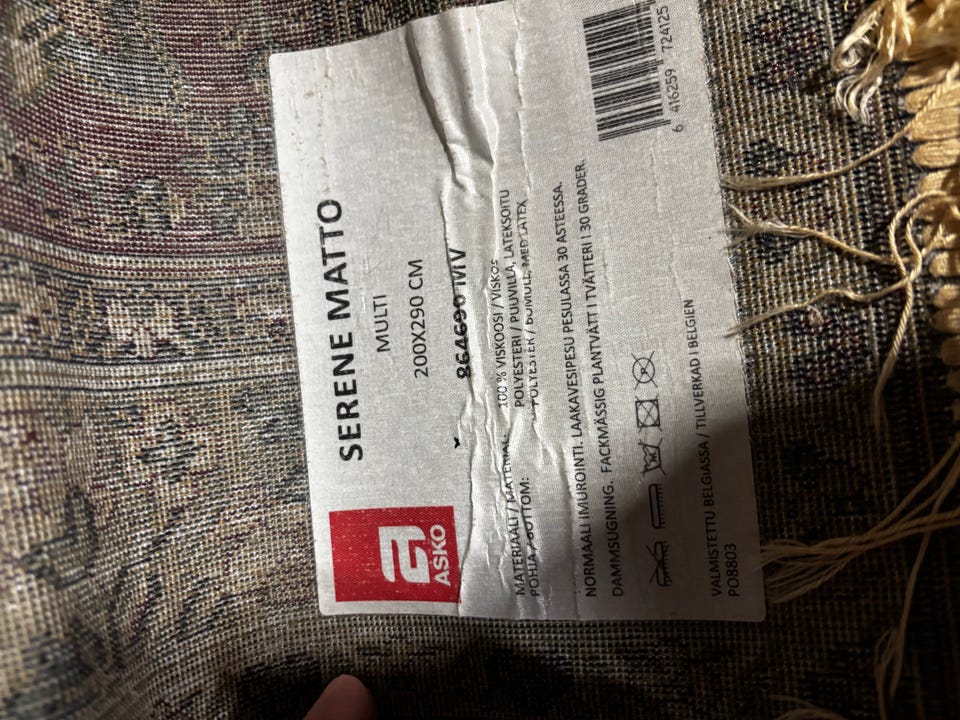 SERENE MATTO
MULTI
200X290 CM
864690 MV
MATERIAALI / MATERIAL 100 % VISKOOSI / VISKOS
POHJA / BOTTOM: POLYESTERI / PUUVILLA, LATEKSOITU
POLYESTER / BOMULL, MED LATEX
NORMAALI IMUROINTI. LAAKAVESIPESU PESULASSA 30 ASTEESSA.
DAMMSUGNING. FACKMÄSSIG PLANTVÄTT I TVÄTTERI I 30 GRADER.
VALMISTETTU BELGIASSA / TILLVERKAD I BELGIEN
PO8803
ASKO
6 416259 724125